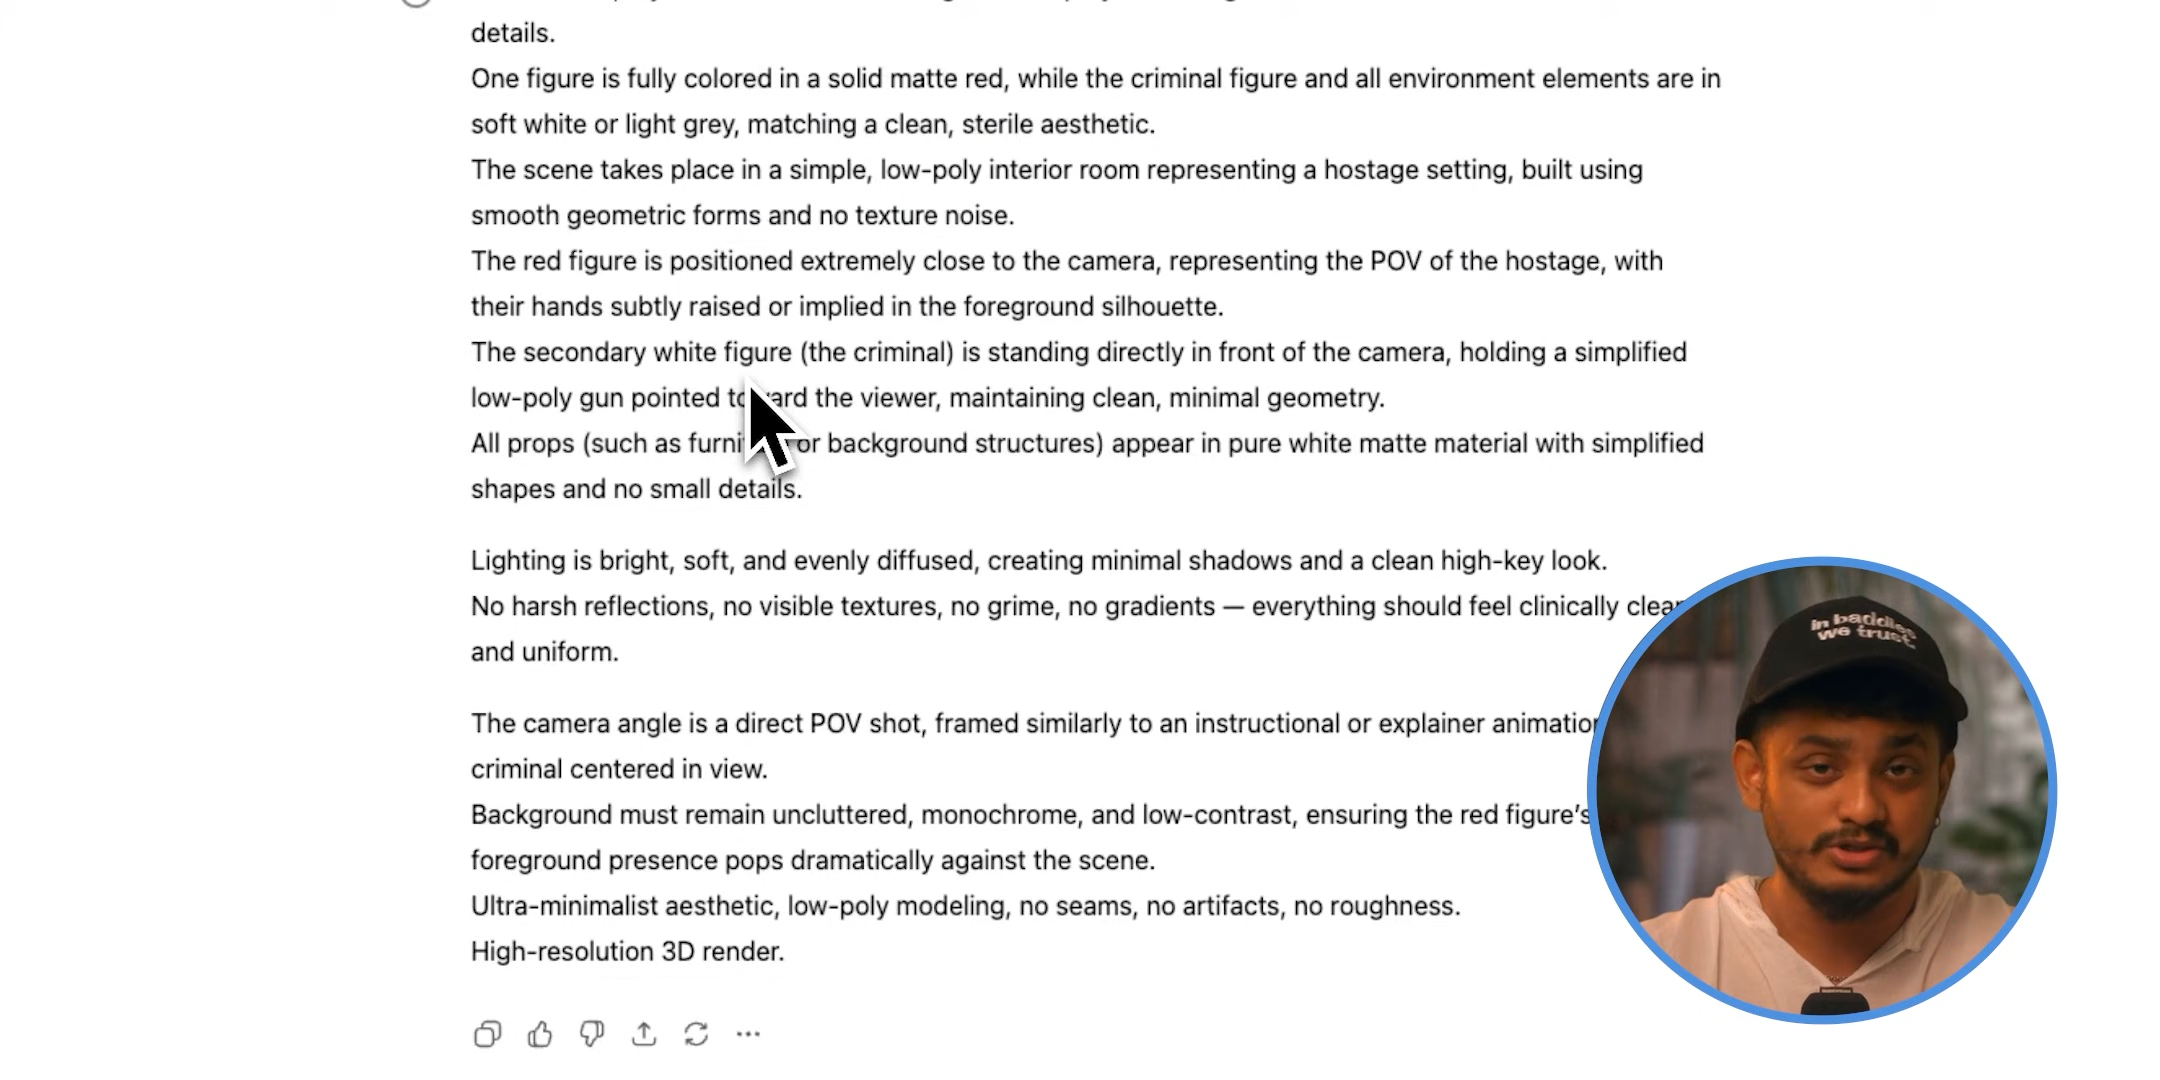 details.
One figure is fully colored in a solid matte red, while the criminal figure and all environment elements are in
soft white or light grey, matching a clean, sterile aesthetic.
The scene takes place in a simple, low-poly interior room representing a hostage setting, built using
smooth geometric forms and no texture noise.
The red figure is positioned extremely close to the camera, representing the POV of the hostage, with
their hands subtly raised or implied in the foreground silhouette.
The secondary white figure (the criminal) is standing directly in front of the camera, holding a simplified
low-poly gun pointed toward the viewer, maintaining clean, minimal geometry.
All props (such as or background structures) appear in pure white matte material with simplified
shapes and no small details.
Lighting is bright, soft, and evenly diffused, creating minimal shadows and a clean high-key look.
No harsh reflections, no visible textures, no grime, no gradients — everything should feel clinically clean
and uniform.
The camera angle is a direct POV shot, framed similarly to an instructional or explainer animation
criminal centered in view.
Background must remain uncluttered, monochrome, and low-contrast, ensuring the red figure's
foreground presence pops dramatically against the scene.
Ultra-minimalist aesthetic, low-poly modeling, no seams, no artifacts, no roughness.
High-resolution 3D render.
in baddies
we trust